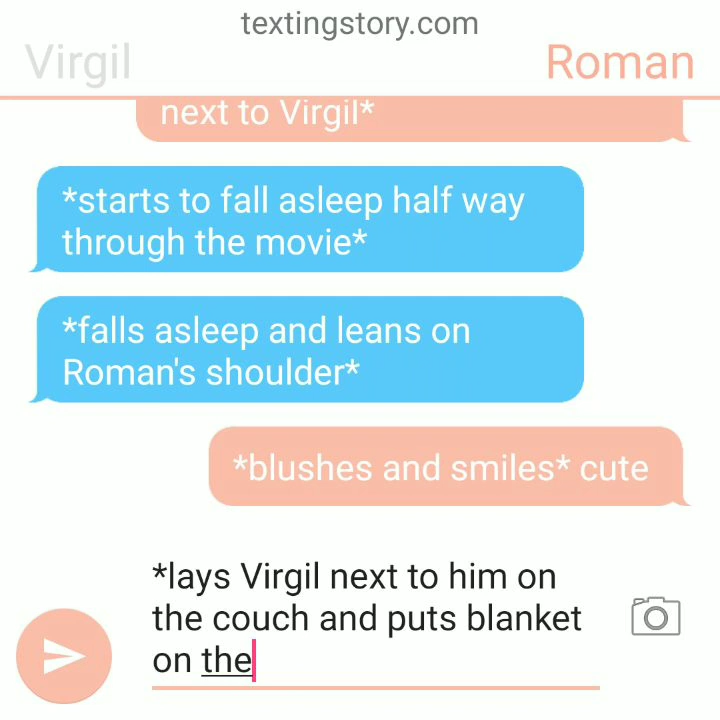 textingstory.com
Virgil
Roman
next to Virgil*
*starts to fall asleep half way
through the movie*
*falls asleep and leans on
Roman's shoulder*
*blushes and smiles* cute
*lays Virgil next to him on
the couch and puts blanket
on the